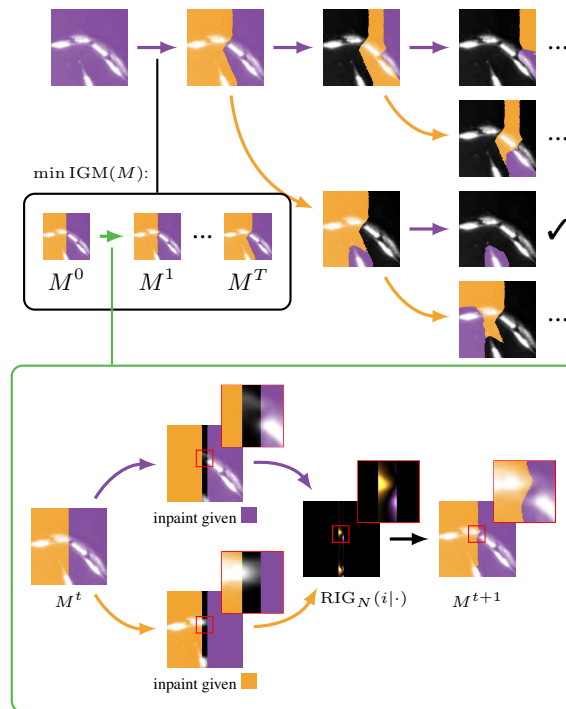 ...
...
min IGM(M):
...
✓
M^0
M^1
M^T
...
inpaint given
M^t
RIG_N(i|·)
M^{t+1}
inpaint given